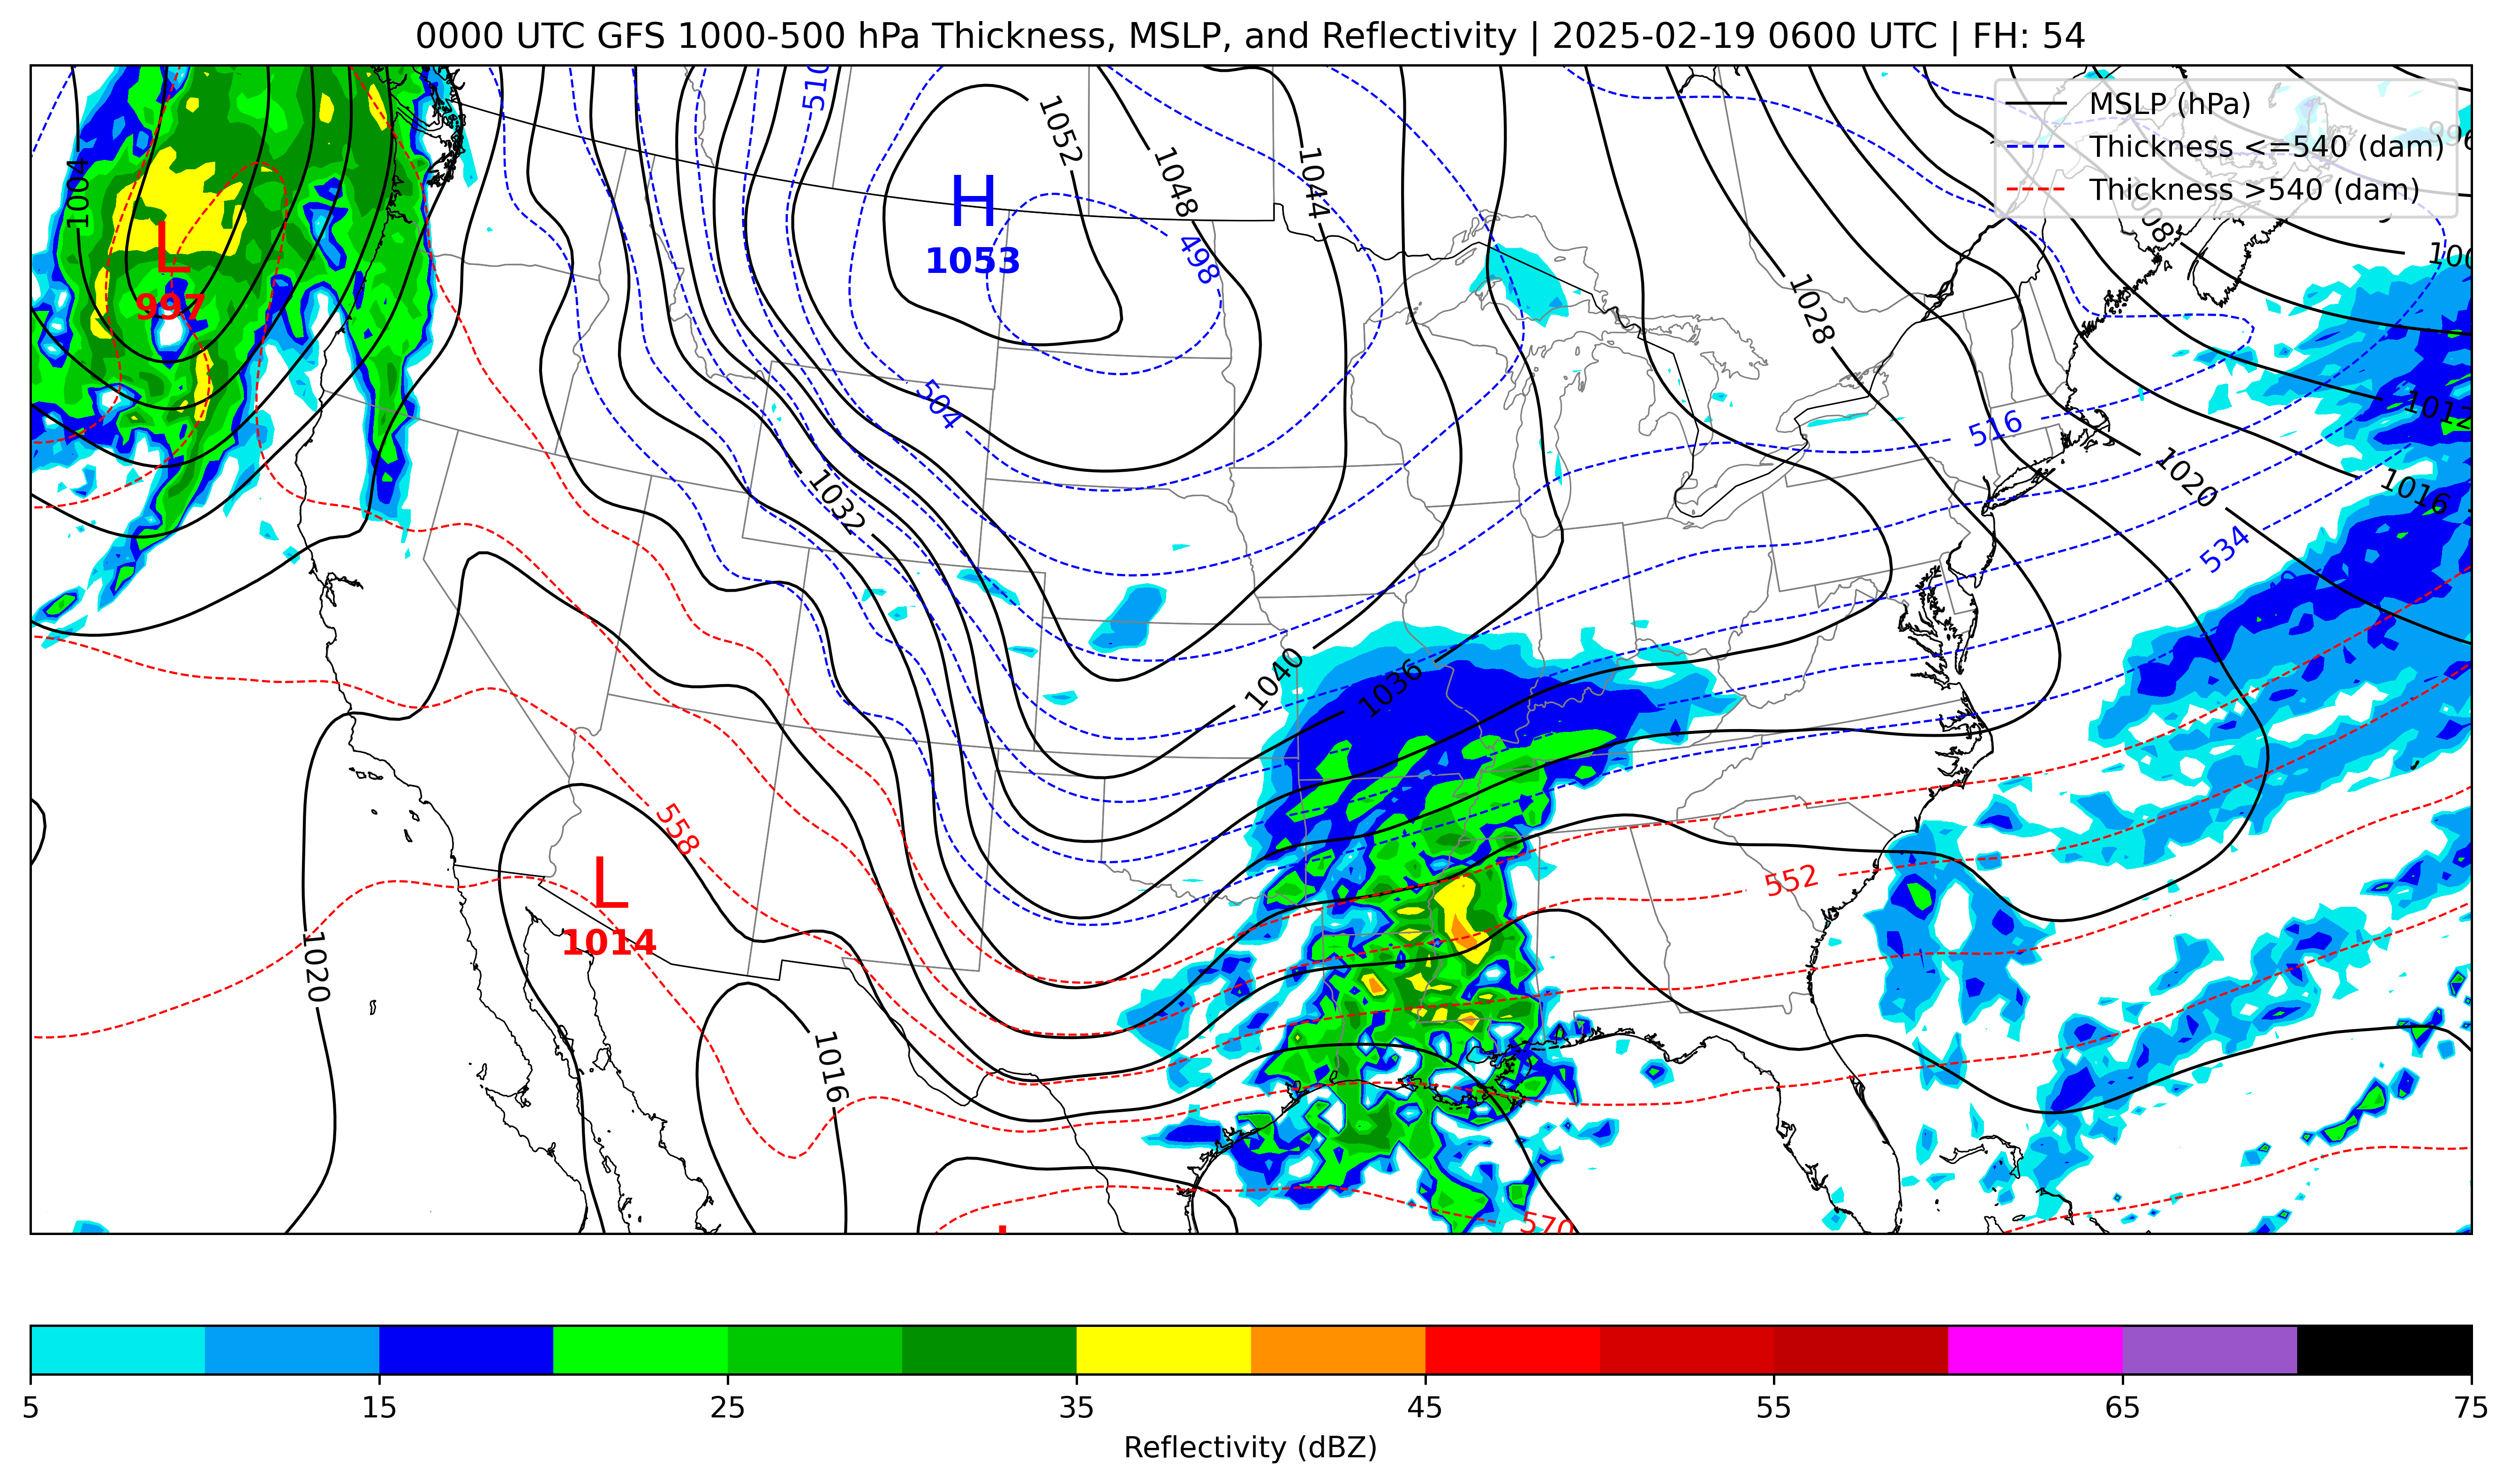 0000 UTC GFS 1000-500 hPa Thickness, MSLP, and Reflectivity | 2025-02-19 0600 UTC | FH: 54
MSLP (hPa)
Thickness <=540 (dam)
Thickness >540 (dam)
510
1052
1048
1044
1004
996
1008
H
1053
498
L
997
1028
504
1012
516
1020
1016
1032
534
1040
1036
558
552
L
1014
1020
1016
570
5 15 25 35 45 55 65 75
Reflectivity (dBZ)